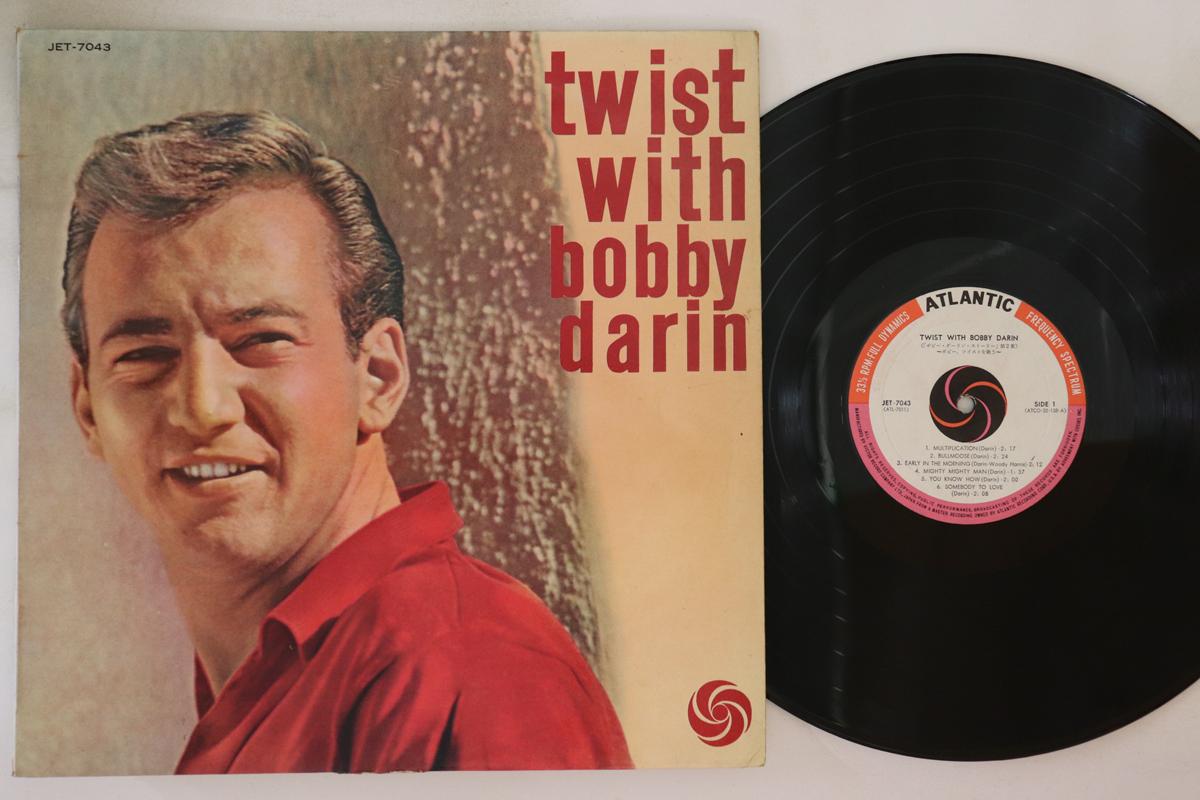 JET-7043
twist
with
bobby
darin
ATLANTIC
33⅓ RPM-FULL DYNAMICS
FREQUENCY SPECTRUM
TWIST WITH BOBBY DARIN
JET-7043
(ATL-7011)
SIDE 1
1. MULTIPLICATION (Darin)-2:17
2. BULLMOOSE (Darin)-2:24
3. EARLY IN THE MORNING (Darin-Woody Harris)-2:12
4. MIGHTY MIGHTY MAN (Darin)-1:37
5. YOU KNOW HOW (Darin)-2:00
6. SOMEBODY TO LOVE
(Darin)-2:08